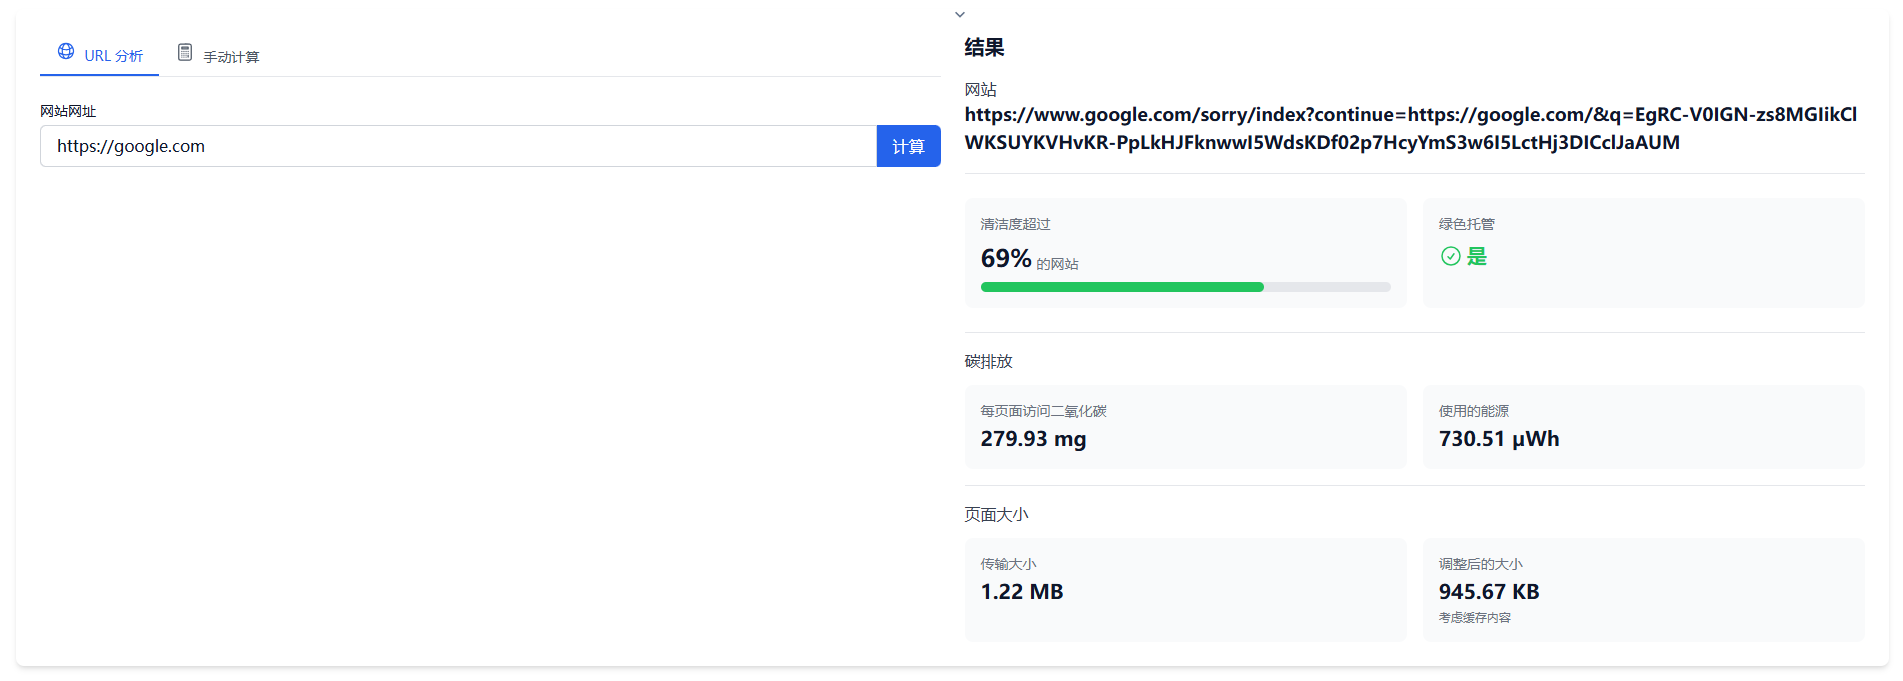 URL 分析
手动计算
网站网址
https://google.com
计算
结果
网站
https://www.google.com/sorry/index?continue=https://google.com/&q=EgRC-V0IGN-zs8MGIikCl
WKSUYKVHvKR-PpLkHJFknwwI5WdsKDf02p7HcyYmS3w6I5LctHj3DICclJaAUM
清洁度超过
69% 的网站
绿色托管
是
碳排放
每页面访问二氧化碳
279.93 mg
使用的能源
730.51 µWh
页面大小
传输大小
1.22 MB
调整后的大小
945.67 KB
考虑缓存内容